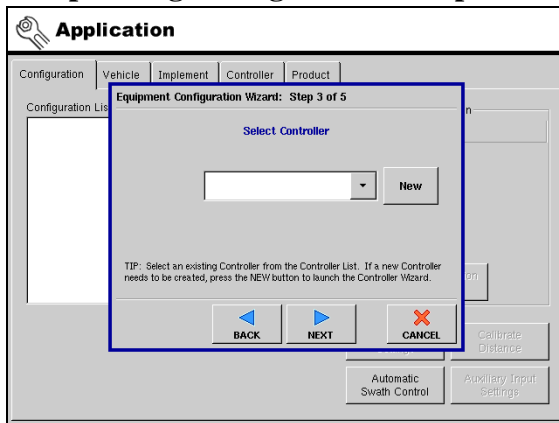 Application
Configuration Vehicle Implement Controller Product
Configuration Lis
Equipment Configuration Wizard: Step 3 of 5
Select Controller
New
TIP: Select an existing Controller from the Controller List. If a new Controller
needs to be created, press the NEW button to launch the Controller Wizard.
BACK NEXT CANCEL
Calibrate
Distance
Automatic
Swath Control
Auxiliary Input
Settings